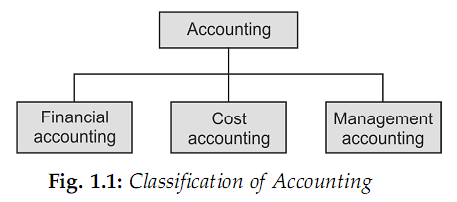 Accounting
Financial
accounting
Cost
accounting
Management
accounting
Fig. 1.1: Classification of Accounting